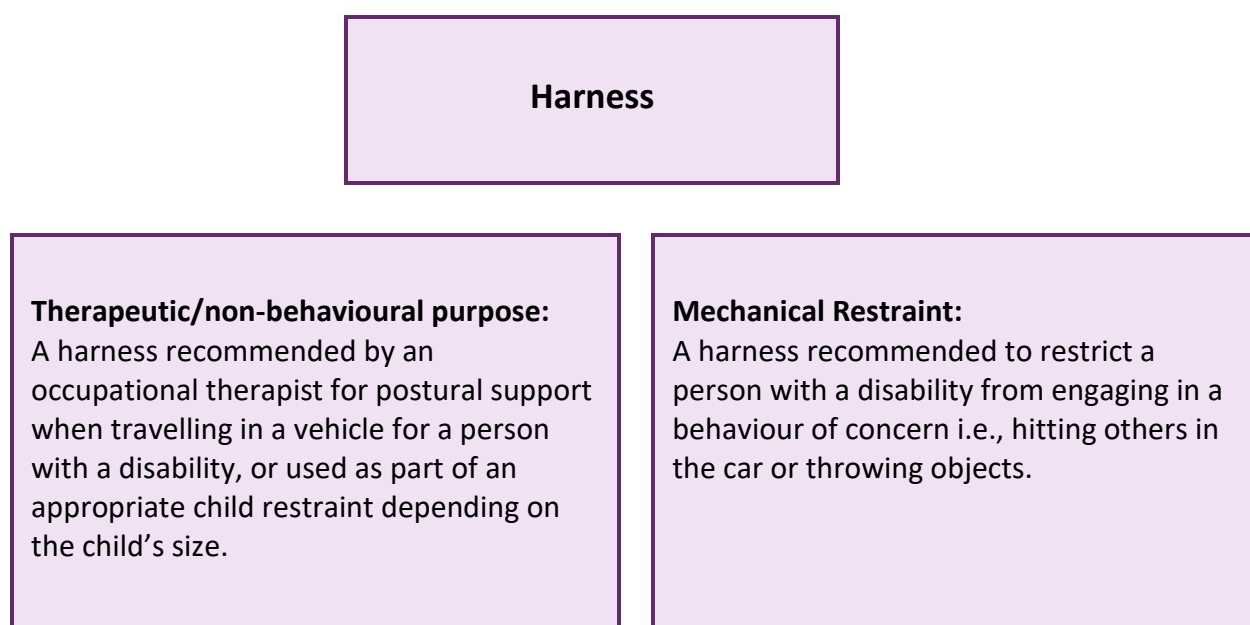 Harness
Therapeutic/non-behavioural purpose:
A harness recommended by an
occupational therapist for postural support
when travelling in a vehicle for a person
with a disability, or used as part of an
appropriate child restraint depending on
the child’s size.
Mechanical Restraint:
A harness recommended to restrict a
person with a disability from engaging in a
behaviour of concern i.e., hitting others in
the car or throwing objects.